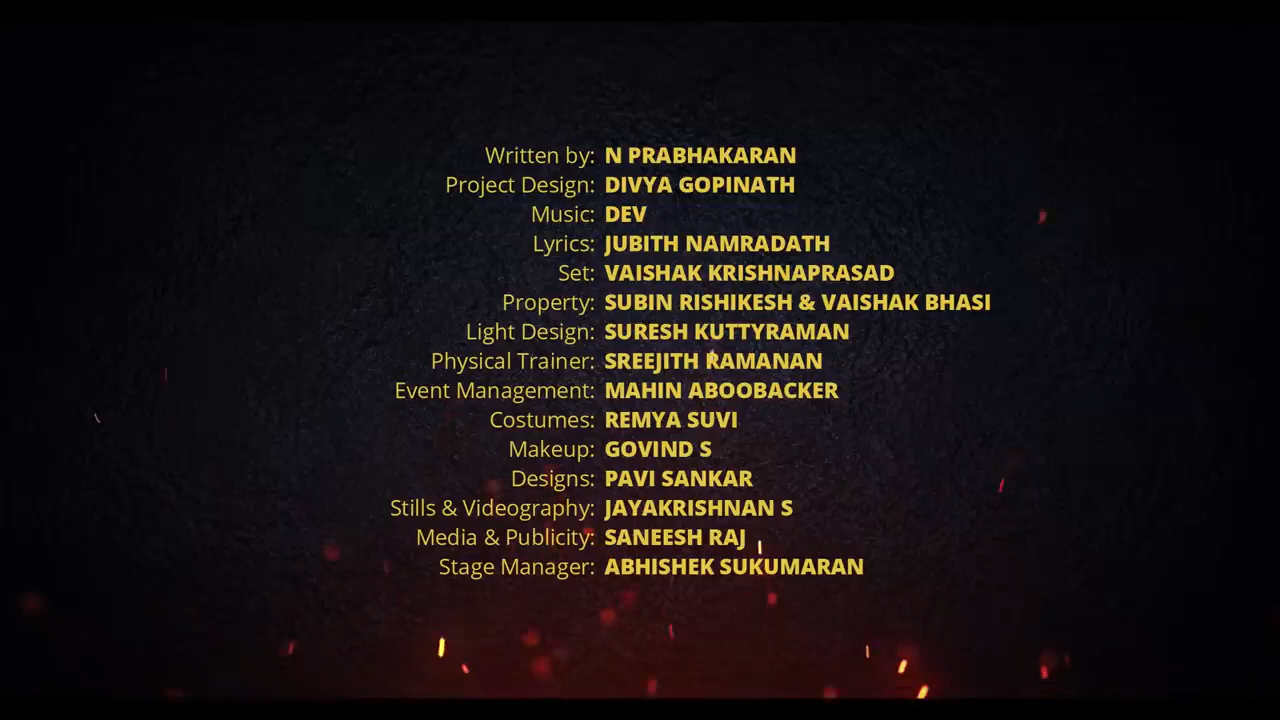 Written by: N PRABHAKARAN
Project Design: DIVYA GOPINATH
Music: DEV
Lyrics: JUBITH NAMRADATH
Set: VAISHAK KRISHNAPRASAD
Property: SUBIN RISHIKESH & VAISHAK BHASI
Light Design: SURESH KUTTYRAMAN
Physical Trainer: SREEJITH RAMANAN
Event Management: MAHIN ABOOBACKER
Costumes: REMYA SUVI
Makeup: GOVIND S
Designs: PAVI SANKAR
Stills & Videography: JAYAKRISHNAN S
Media & Publicity: SANEESH RAJ
Stage Manager: ABHISHEK SUKUMARAN